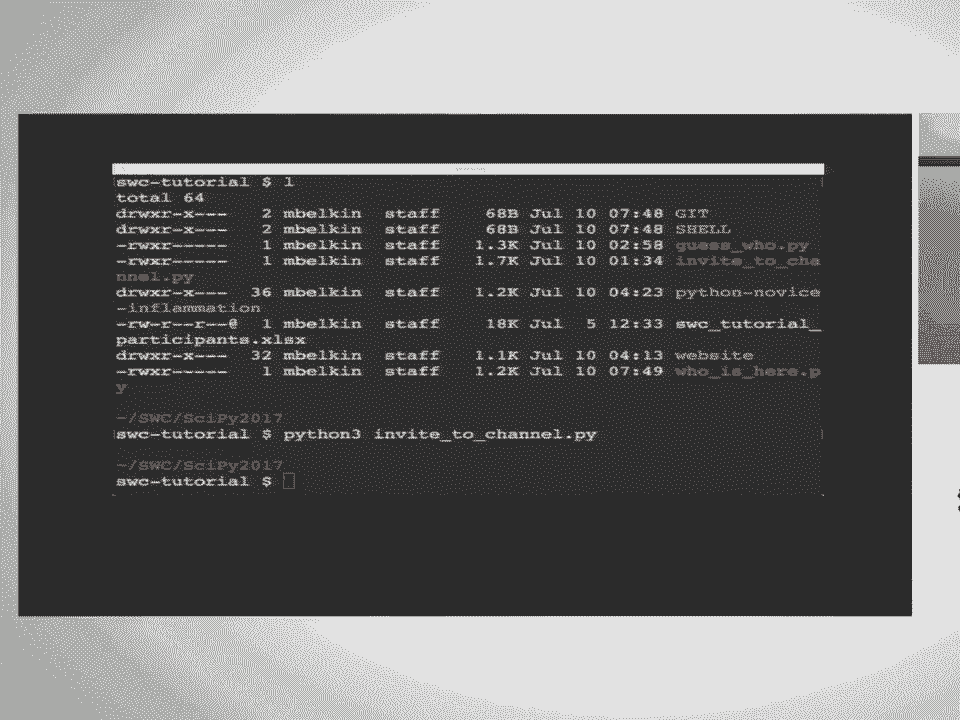 swc-tutorial $ l
total 64
drwxr-x--- 2 mbelkin staff 68B Jul 10 07:48 GIT
drwxr-x--- 2 mbelkin staff 68B Jul 10 07:48 SHELL
-rwxr----- 1 mbelkin staff 1.3K Jul 10 02:58 guess_who.py
-rwxr----- 1 mbelkin staff 1.7K Jul 10 01:34 invite_to_cha
nnel.py
drwxr-x--- 36 mbelkin staff 1.2K Jul 10 04:23 python-novice
-inflammation
-rw-r--r--@ 1 mbelkin staff 18K Jul 5 12:33 swc_tutorial_
participants.xlsx
drwxr-x--- 32 mbelkin staff 1.1K Jul 10 04:13 website
-rwxr----- 1 mbelkin staff 1.2K Jul 10 07:49 who_is_here.p
y
~/SWC/SciPy2017
swc-tutorial $ python3 invite_to_channel.py
~/SWC/SciPy2017
swc-tutorial $